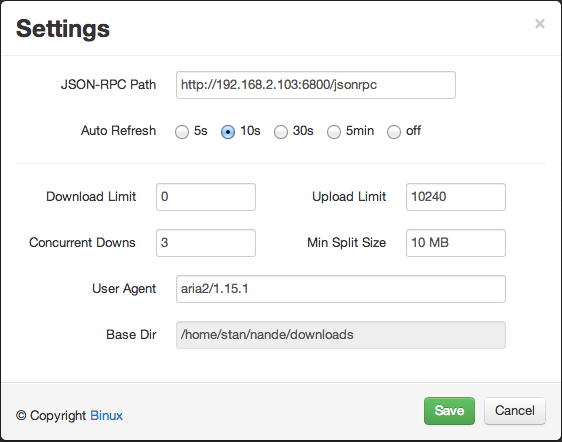 Settings ×
JSON-RPC Path http://192.168.2.103:6800/jsonrpc
Auto Refresh 5s 10s 30s 5min off
Download Limit 0 Upload Limit 10240
Concurrent Downs 3 Min Split Size 10 MB
User Agent aria2/1.15.1
Base Dir /home/stan/nande/downloads
© Copyright Binux Save Cancel